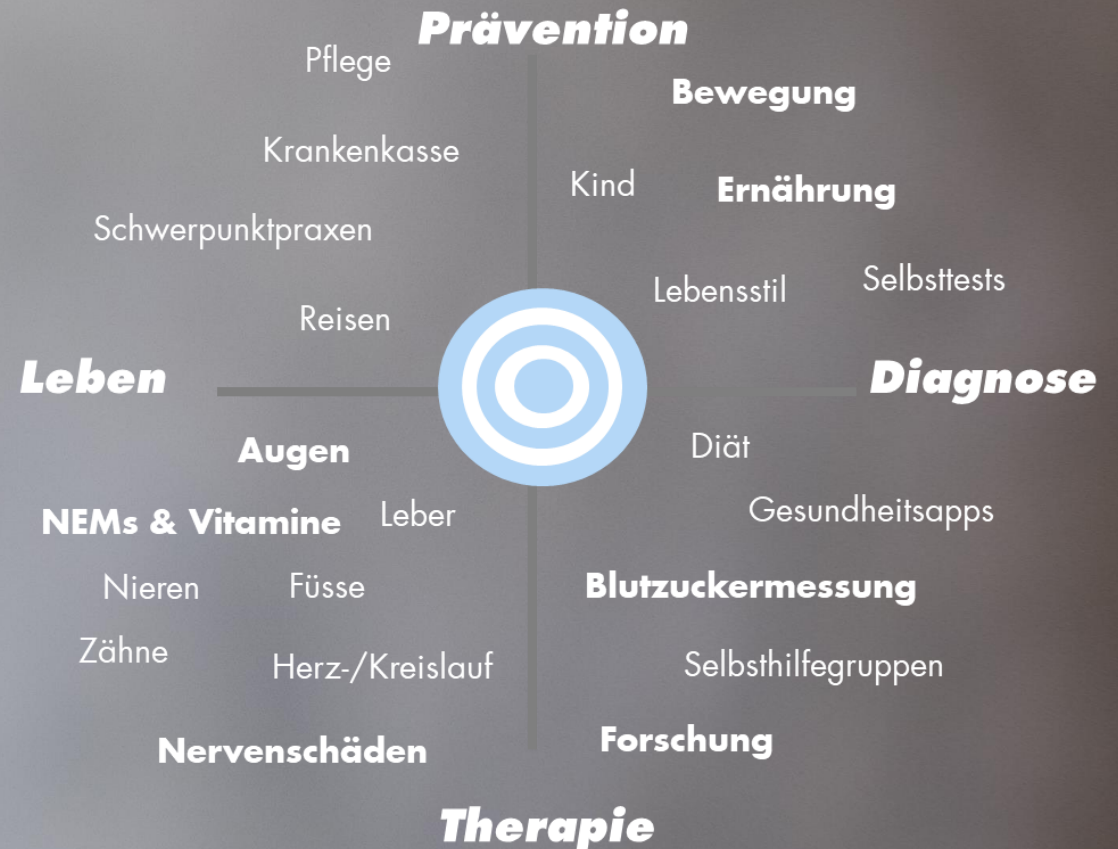 Prävention
Pflege
Bewegung
Krankenkasse
Kind
Ernährung
Schwerpunktpraxen
Lebensstil
Selbsttests
Reisen
Leben
Diagnose
Augen
Diät
NEMs & Vitamine
Leber
Gesundheitsapps
Nieren
Füsse
Blutzuckermessung
Zähne
Herz-/Kreislauf
Selbsthilfegruppen
Nervenschäden
Forschung
Therapie